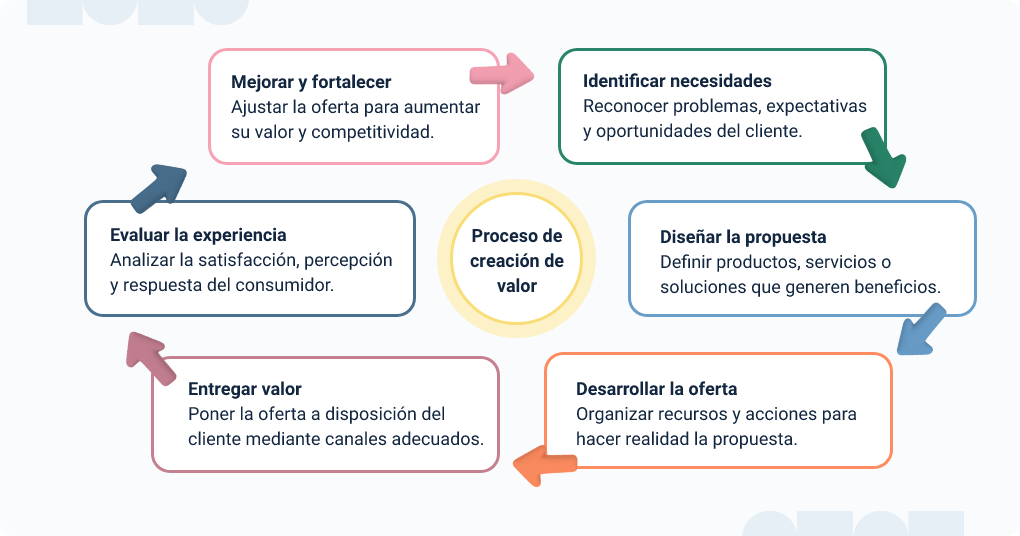 Mejorar y fortalecer
Ajustar la oferta para aumentar
su valor y competitividad.
Identificar necesidades
Reconocer problemas, expectativas
y oportunidades del cliente.
Evaluar la experiencia
Analizar la satisfacción, percepción
y respuesta del consumidor.
Proceso de
creación de
valor
Diseñar la propuesta
Definir productos, servicios o
soluciones que generen beneficios.
Entregar valor
Poner la oferta a disposición del
cliente mediante canales adecuados.
Desarrollar la oferta
Organizar recursos y acciones para
hacer realidad la propuesta.